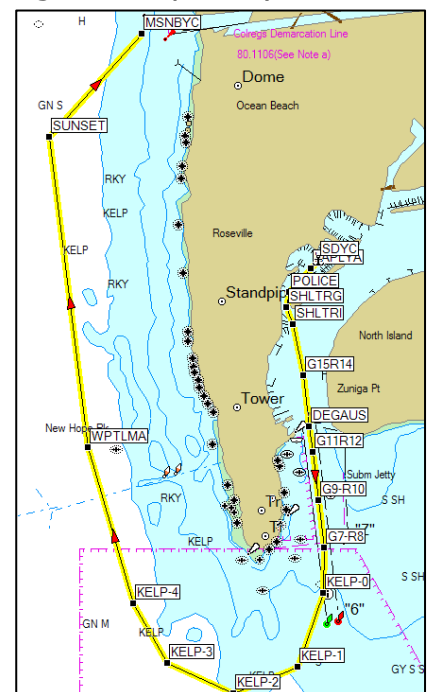 MSNBYC
H
Colregs Demarcation Line
80.1106(See Note a)
Dome
GN S
Ocean Beach
SUNSET
RKY
KELP
Roseville
KELP
SDYC
RKY
POLICE
Standpip
SHLTRG
SHLTRI
North Island
G15R14
Zuniga Pt
Tower
DEGAUS
New Hope Rk
WPTLMA
G11R12
Subm Jetty
RKY
G9-R10
S SH
Tr
"7"
KELP
G7-R8
KELP-0
S SH
KELP-4
"6"
GN M
KELP
KELP-3
KELP-1
GY S S
KELP
KELP-2